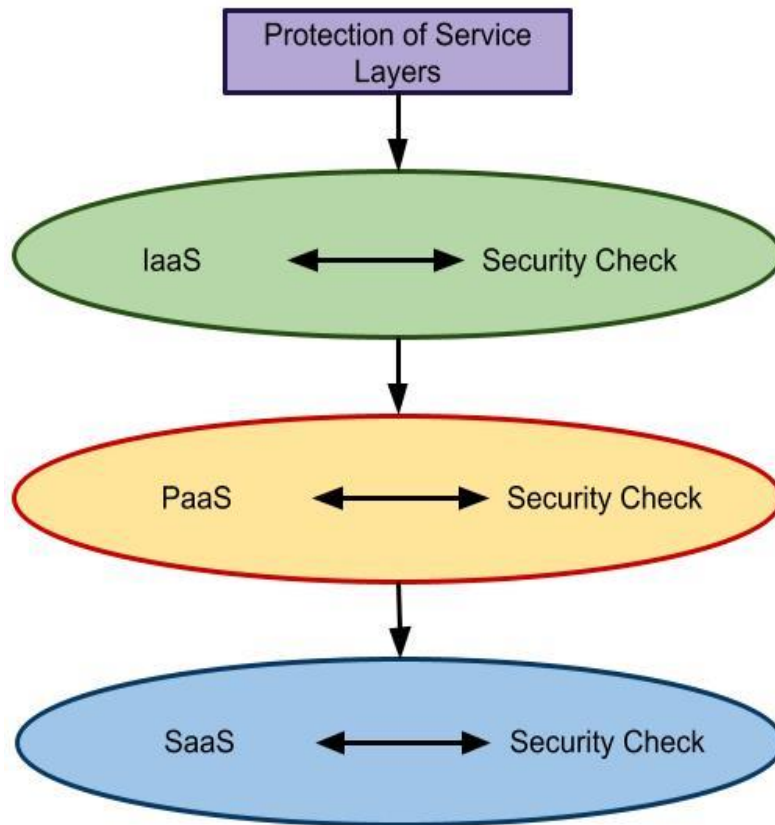 Protection of Service
Layers
IaaS Security Check
PaaS Security Check
SaaS Security Check